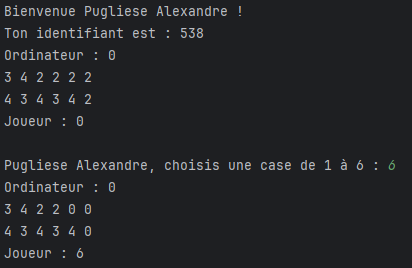 Bienvenue Pugliese Alexandre !
Ton identifiant est : 538
Ordinateur : 0
3 4 2 2 2 2
4 3 4 3 4 2
Joueur : 0
Pugliese Alexandre, choisis une case de 1 à 6 : 6
Ordinateur : 0
3 4 2 2 0 0
4 3 4 3 4 0
Joueur : 6